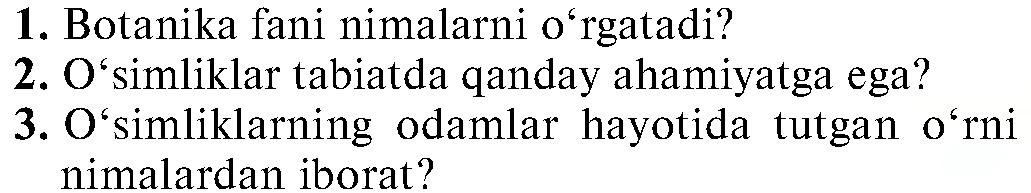 1. Botanika fani nimalarni o‘rgatadi?
2. O‘simliklar tabiatda qanday ahamiyatga ega?
3. O‘simliklarning odamlar hayotida tutgan o‘rni
nimalardan iborat?